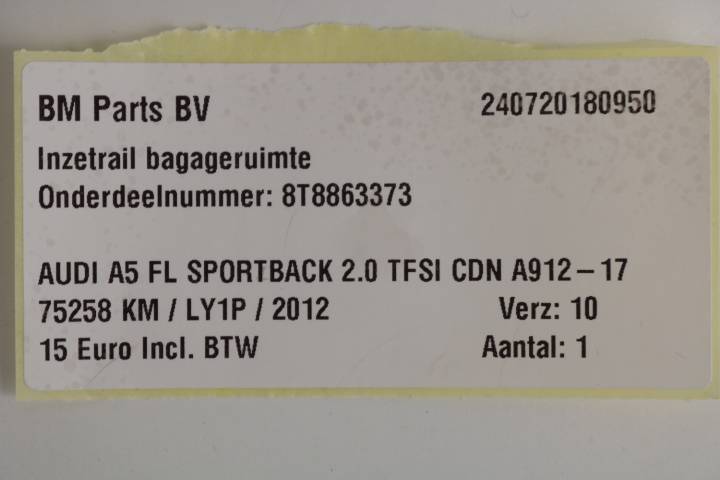 BM Parts BV 240720180950
Inzetrail bagageruimte
Onderdeelnummer: 8T8863373
AUDI A5 FL SPORTBACK 2.0 TFSI CDN A912-17
75258 KM / LY1P / 2012 Verz: 10
15 Euro Incl. BTW Aantal: 1